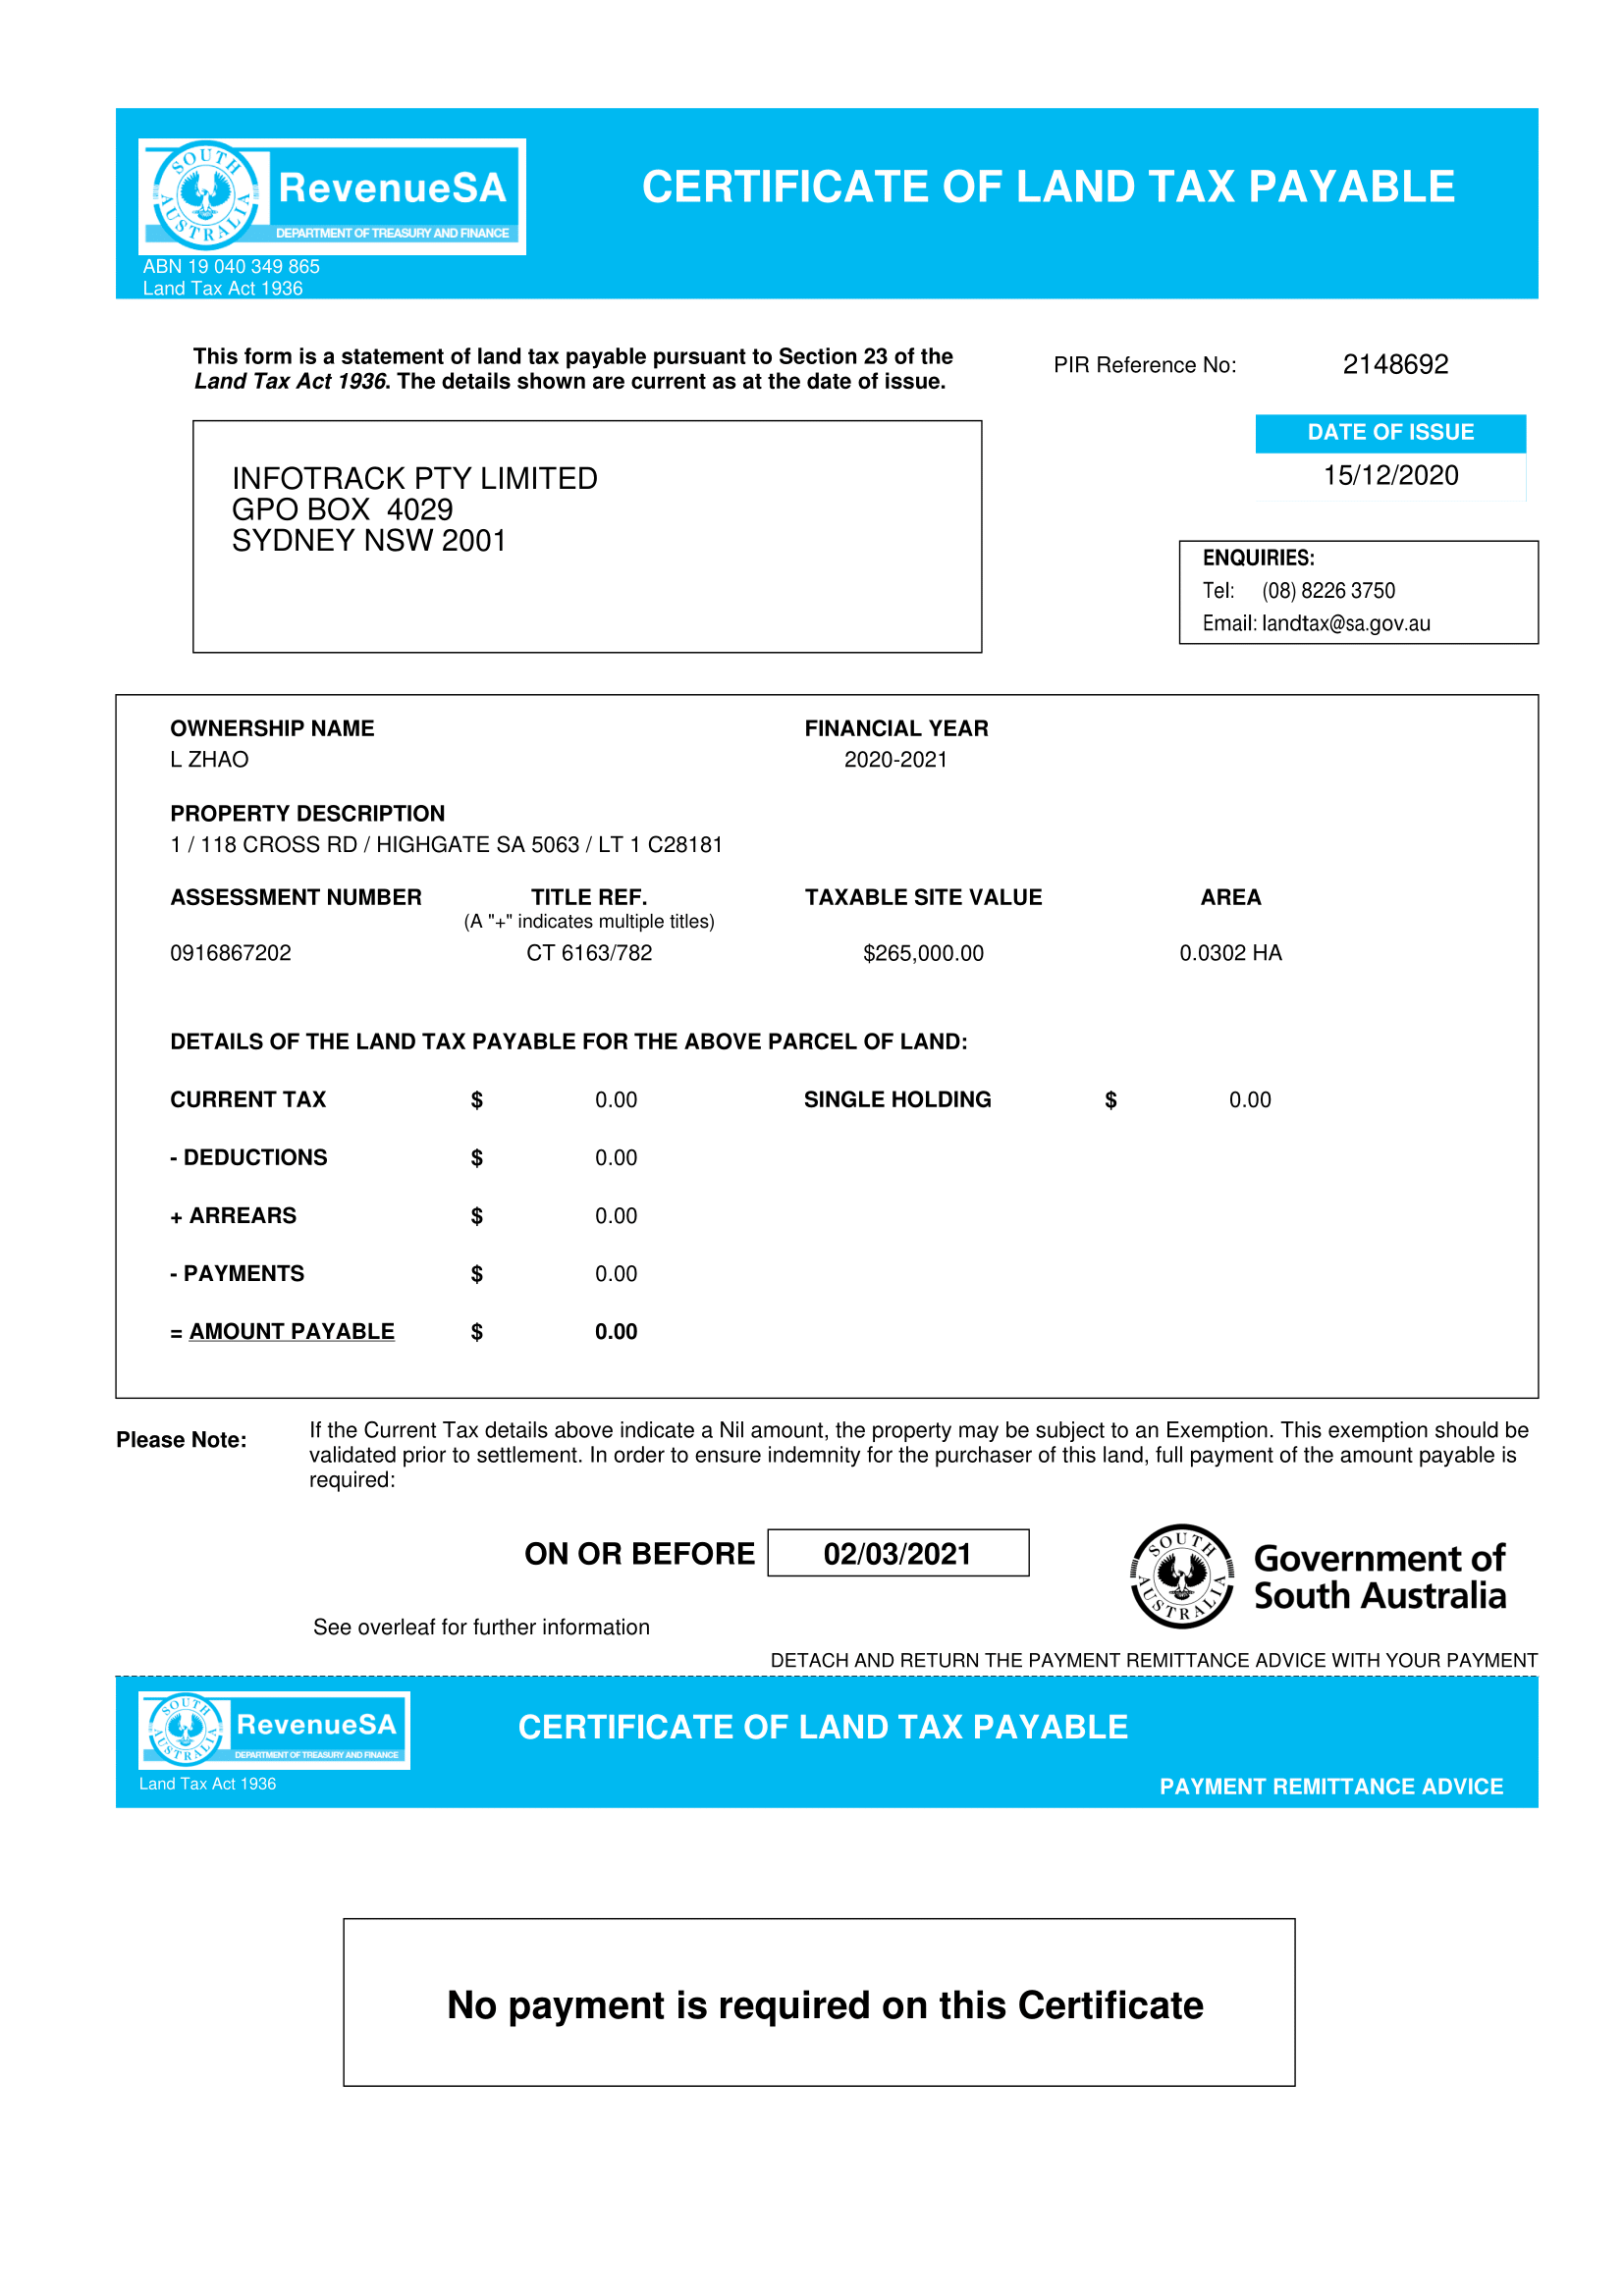 SOUTH AUSTRALIA
RevenueSA
DEPARTMENT OF TREASURY AND FINANCE
CERTIFICATE OF LAND TAX PAYABLE
ABN 19 040 349 865
Land Tax Act 1936
This form is a statement of land tax payable pursuant to Section 23 of the
Land Tax Act 1936. The details shown are current as at the date of issue.
PIR Reference No: 2148692
DATE OF ISSUE
15/12/2020
INFOTRACK PTY LIMITED
GPO BOX 4029
SYDNEY NSW 2001
ENQUIRIES:
Tel: (08) 8226 3750
Email: landtax@sa.gov.au
OWNERSHIP NAME FINANCIAL YEAR
L ZHAO 2020-2021
PROPERTY DESCRIPTION
1 / 118 CROSS RD / HIGHGATE SA 5063 / LT 1 C28181
ASSESSMENT NUMBER TITLE REF. TAXABLE SITE VALUE AREA
(A "+" indicates multiple titles)
0916867202 CT 6163/782 $265,000.00 0.0302 HA
DETAILS OF THE LAND TAX PAYABLE FOR THE ABOVE PARCEL OF LAND:
CURRENT TAX $ 0.00 SINGLE HOLDING $ 0.00
- DEDUCTIONS $ 0.00
+ ARREARS $ 0.00
- PAYMENTS $ 0.00
= AMOUNT PAYABLE $ 0.00
Please Note: If the Current Tax details above indicate a Nil amount, the property may be subject to an Exemption. This exemption should be
validated prior to settlement. In order to ensure indemnity for the purchaser of this land, full payment of the amount payable is
required:
ON OR BEFORE 02/03/2021
SOUTH AUSTRALIA
Government of
South Australia
See overleaf for further information
DETACH AND RETURN THE PAYMENT REMITTANCE ADVICE WITH YOUR PAYMENT
SOUTH AUSTRALIA
RevenueSA
DEPARTMENT OF TREASURY AND FINANCE
CERTIFICATE OF LAND TAX PAYABLE
Land Tax Act 1936
PAYMENT REMITTANCE ADVICE
No payment is required on this Certificate